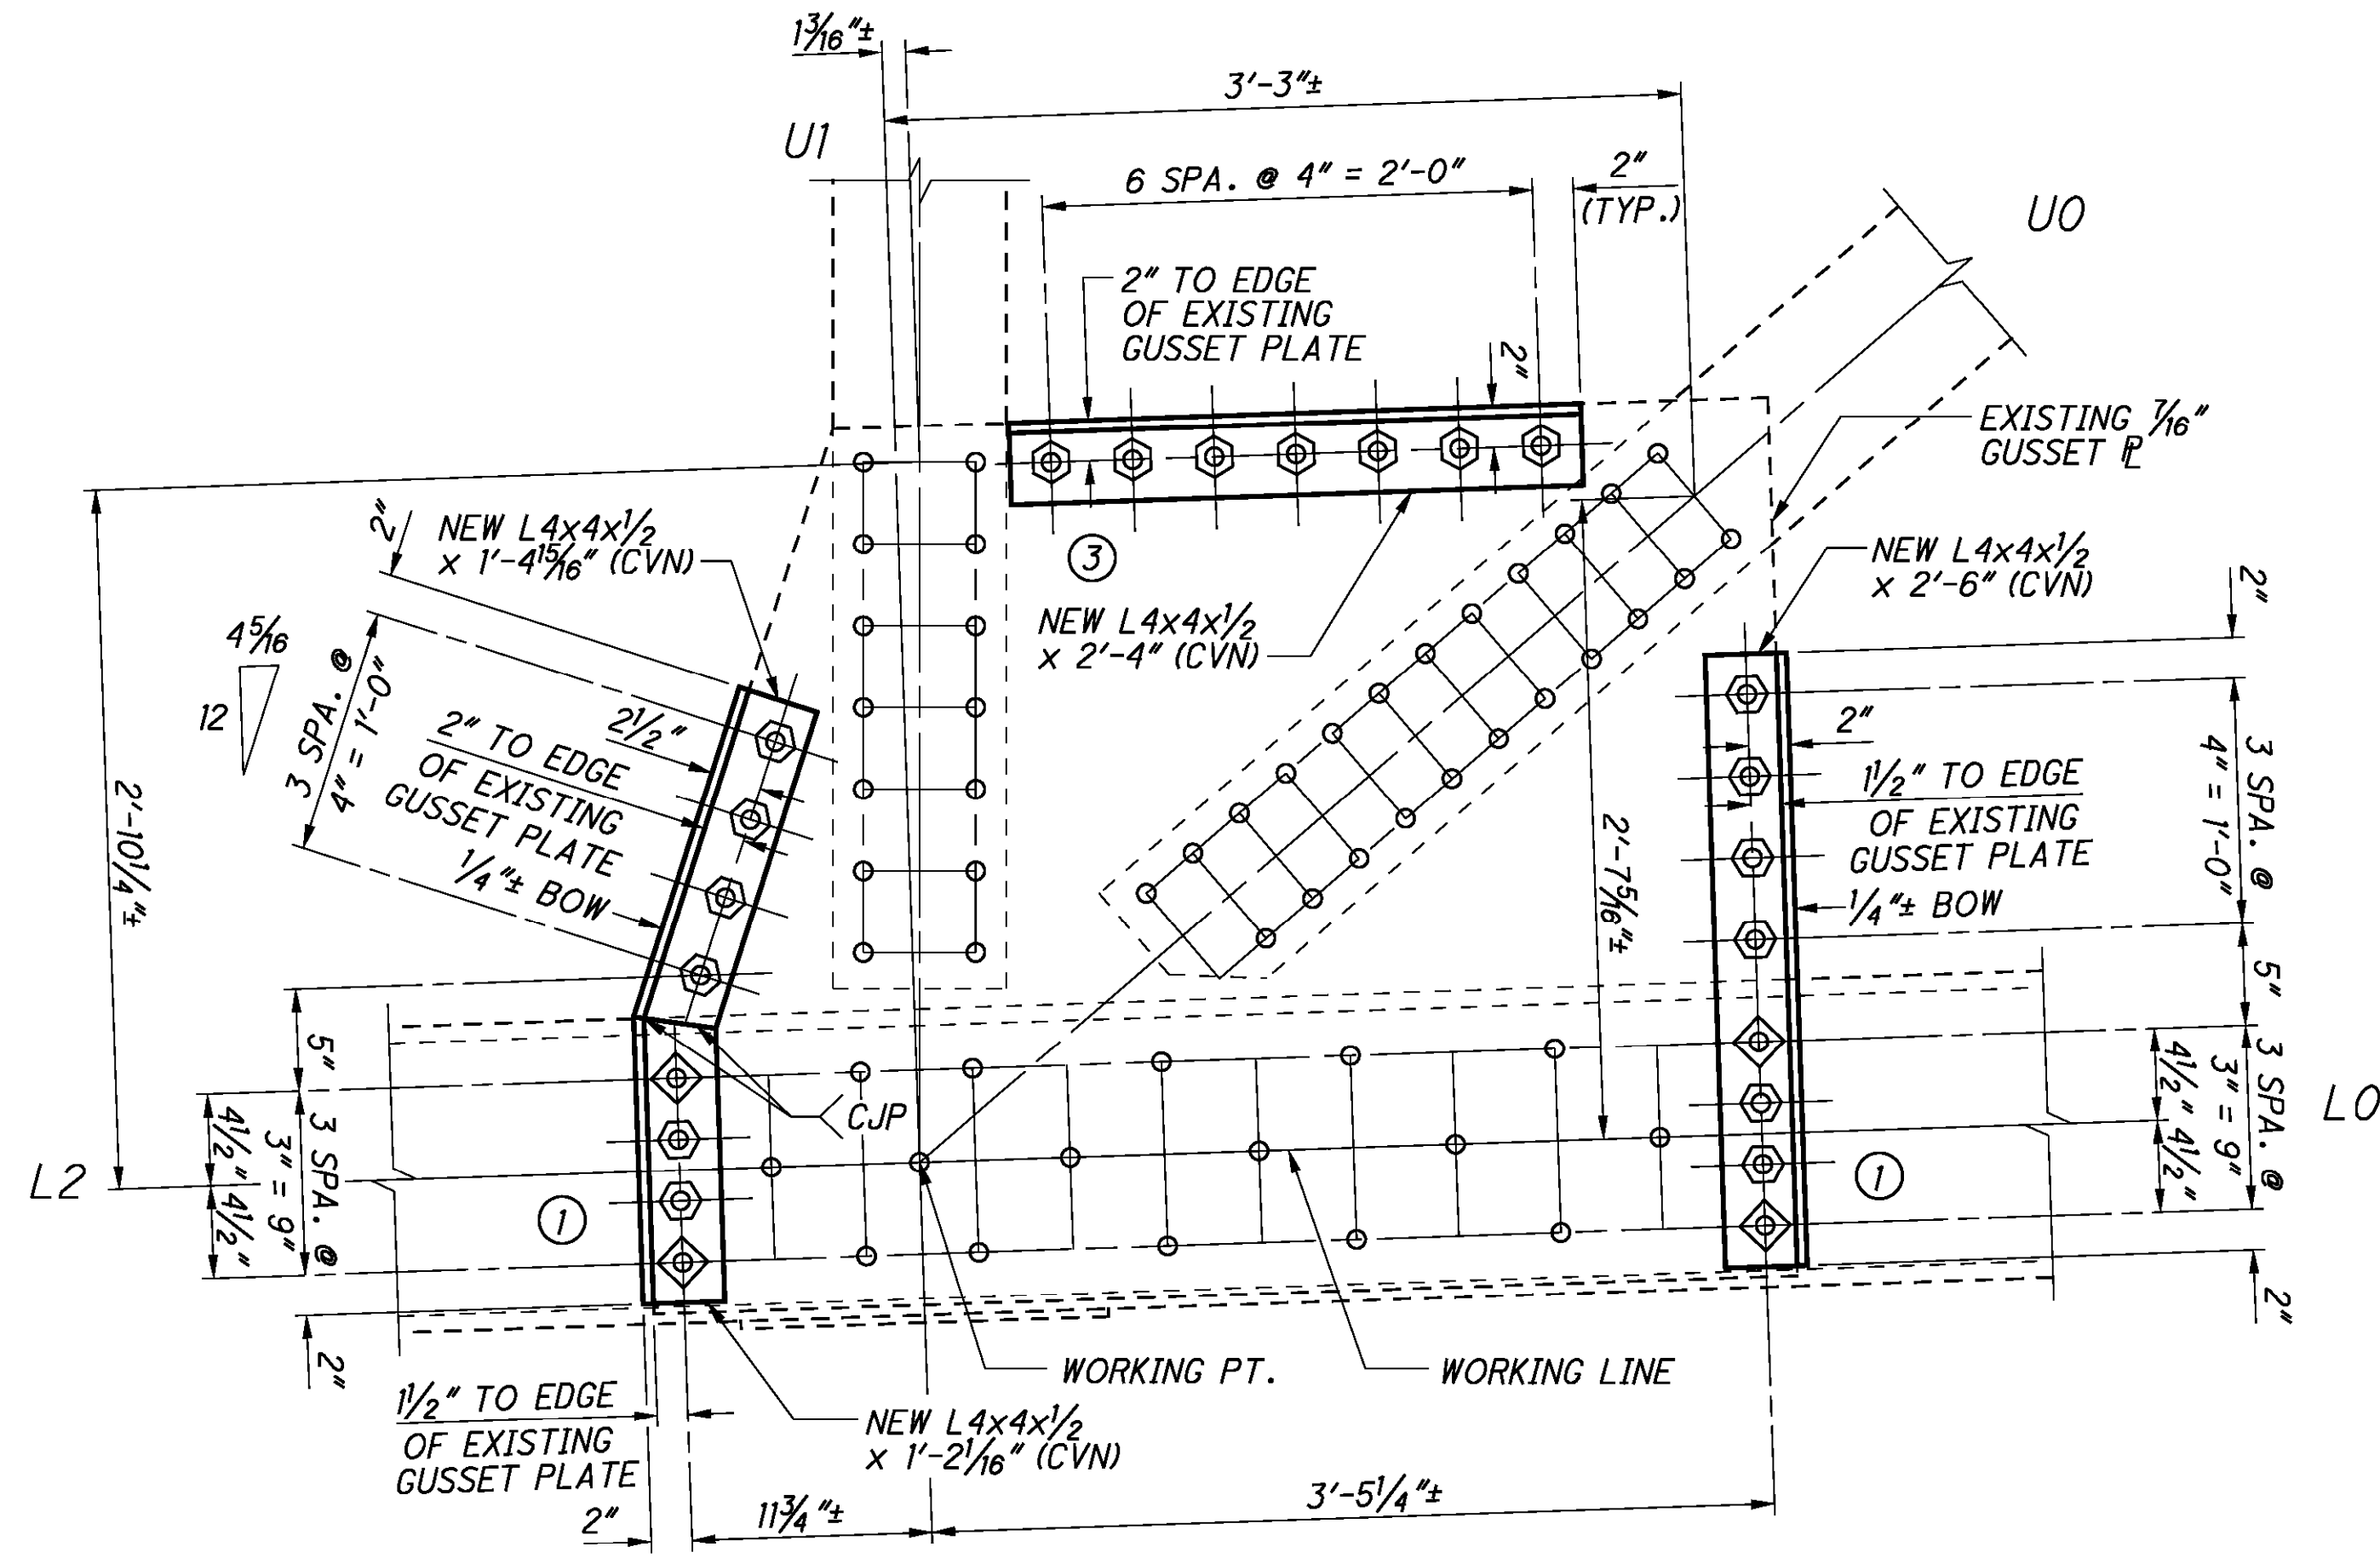 1 3/16"±
3'-3"±
U1
6 SPA. @ 4" = 2'-0"
2"
(TYP.)
U0
2" TO EDGE
OF EXISTING
GUSSET PLATE
2"
EXISTING 7/16"
GUSSET ℄
2"
NEW L4x4x1/2
x 1'-4 15/16" (CVN)
3
NEW L4x4x1/2
x 2'-4" (CVN)
NEW L4x4x1/2
x 2'-6" (CVN)
2"
4 5/16
12
3 SPA. @
4" = 1'-0"
2 1/2"
2" TO EDGE
OF EXISTING
GUSSET PLATE
1/4"± BOW
2'-10 1/4"±
2'-7 5/16"±
2"
1 1/2" TO EDGE
OF EXISTING
GUSSET PLATE
1/4"± BOW
3 SPA. @
4" = 1'-0"
5"
3 SPA. @
3" = 9"
4 1/2" 4 1/2"
L0
1
2"
5"
3 SPA. @
3" = 9"
4 1/2" 4 1/2"
L2
1
CJP
2"
WORKING PT.
WORKING LINE
1 1/2" TO EDGE
OF EXISTING
GUSSET PLATE
NEW L4x4x1/2
x 1'-2 1/16" (CVN)
2"
11 3/4"±
3'-5 1/4"±